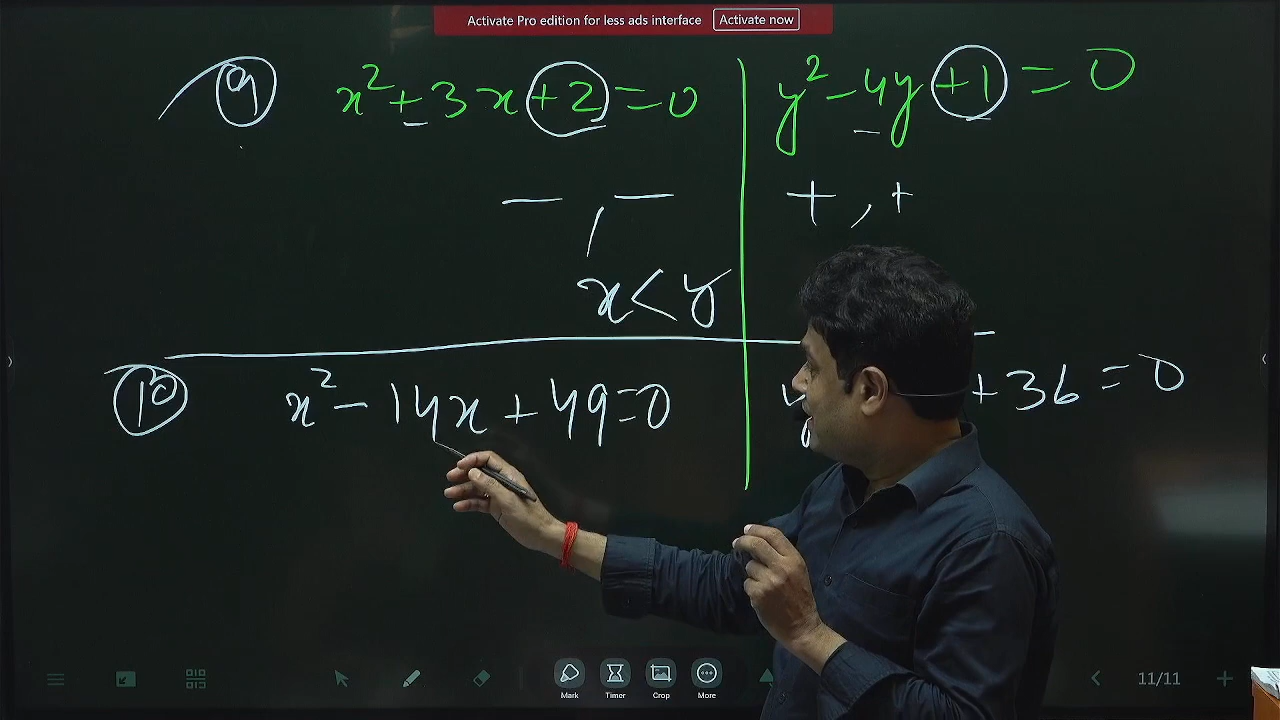 Activate Pro edition for less ads interface Activate now
9 x² + 3x + 2 = 0 y² - 4y + 1 = 0
-, - +, +
x < y
10 x² - 14x + 49 = 0 y + 36 = 0
Mark Timer Crop More 11/11